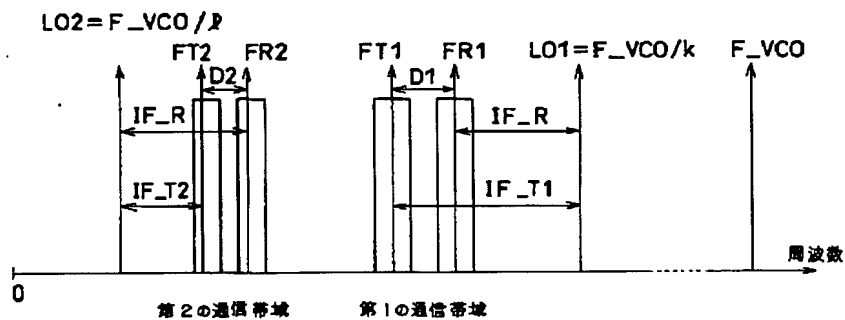 LO2=F_VCO/ℓ
FT2 FR2 FT1 FR1 LO1=F_VCO/k F_VCO
D2 D1
IF_R IF_R
IF_T2 IF_T1
周波数
0
第2の通信帯域 第1の通信帯域